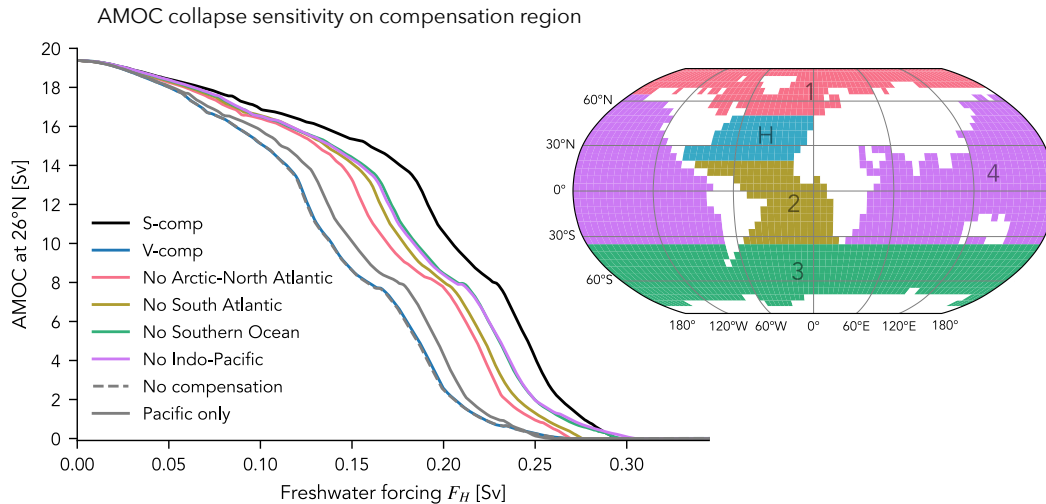 AMOC collapse sensitivity on compensation region
AMOC at 26°N [Sv]
20
18
16
14
12
10
8
6
4
2
0
S-comp
V-comp
No Arctic-North Atlantic
No South Atlantic
No Southern Ocean
No Indo-Pacific
No compensation
Pacific only
0.00 0.05 0.10 0.15 0.20 0.25 0.30
Freshwater forcing F_H [Sv]
60°N
30°N
0°
30°S
60°S
1
H
4
2
3
180° 120°W 60°W 0° 60°E 120°E 180°